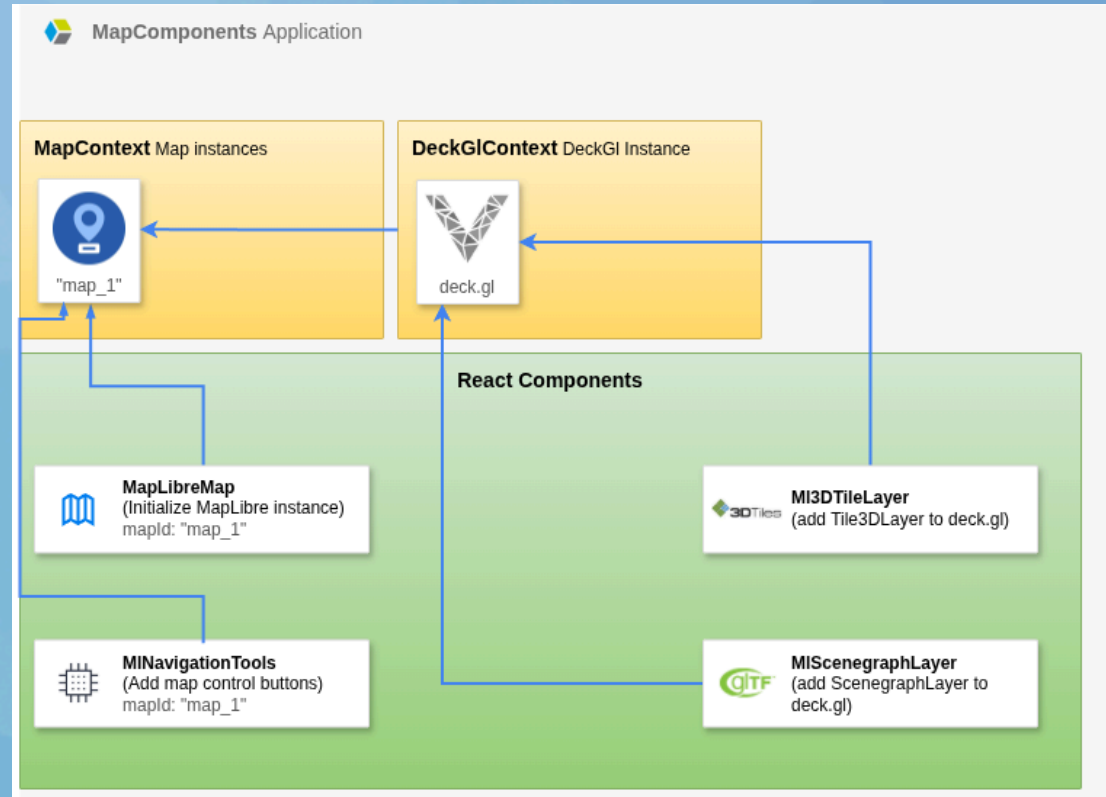 MapComponents Application
MapContext Map instances
DeckGlContext DeckGl Instance
"map_1"
deck.gl
React Components
MapLibreMap
(Initialize MapLibre instance)
mapId: "map_1"
3DTiles
Ml3DTileLayer
(add Tile3DLayer to deck.gl)
MlNavigationTools
(Add map control buttons)
mapId: "map_1"
glTF
MlScenegraphLayer
(add ScenegraphLayer to
deck.gl)